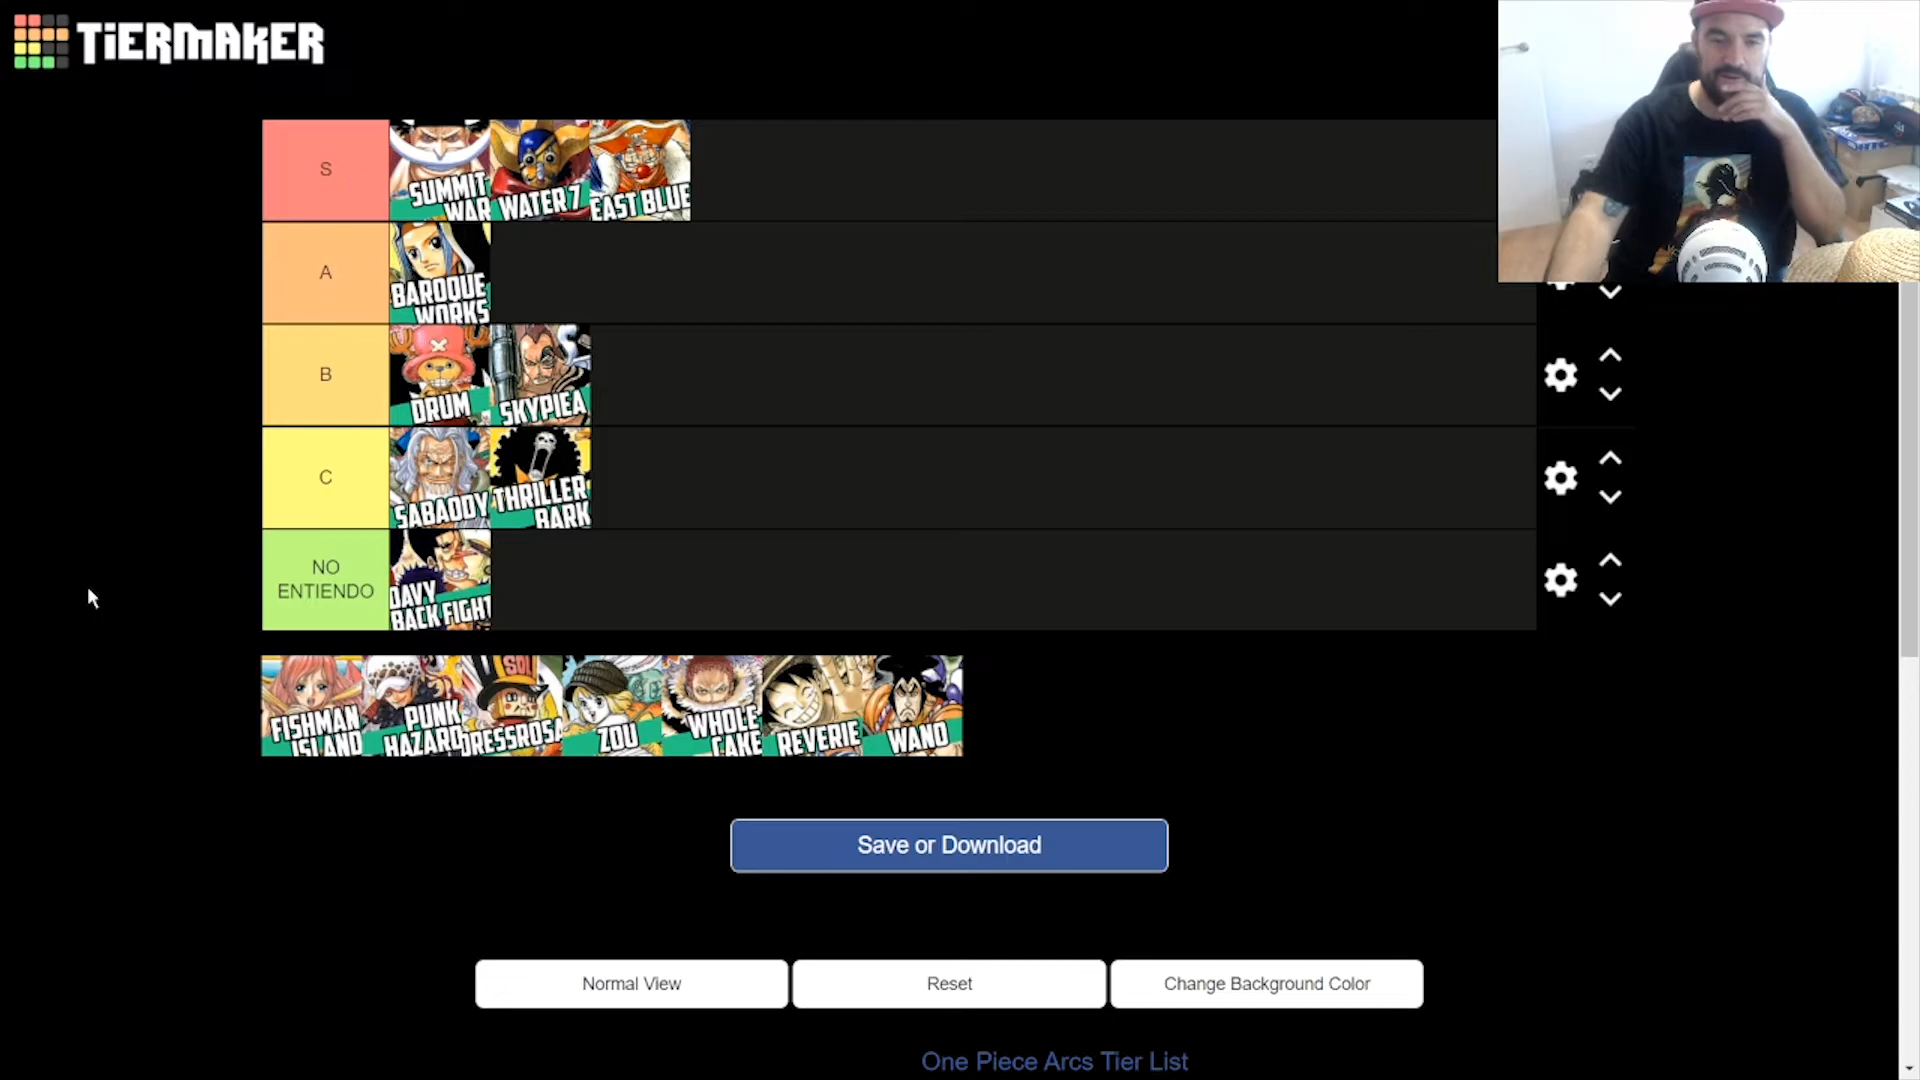 TiERMAKER
S
SUMMIT
WAR
WATER 7
EAST BLUE
A
BAROQUE
WORKS
B
DRUM
SKYPIEA
C
SABAODY
THRILLER
BARK
NO
ENTIENDO
DAVY
BACK FIGHT
FISHMAN
ISLAND
PUNK
HAZARD
DRESSROSA
ZOU
WHOLE
CAKE
REVERIE
WANO
Save or Download
Normal View
Reset
Change Background Color
One Piece Arcs Tier List